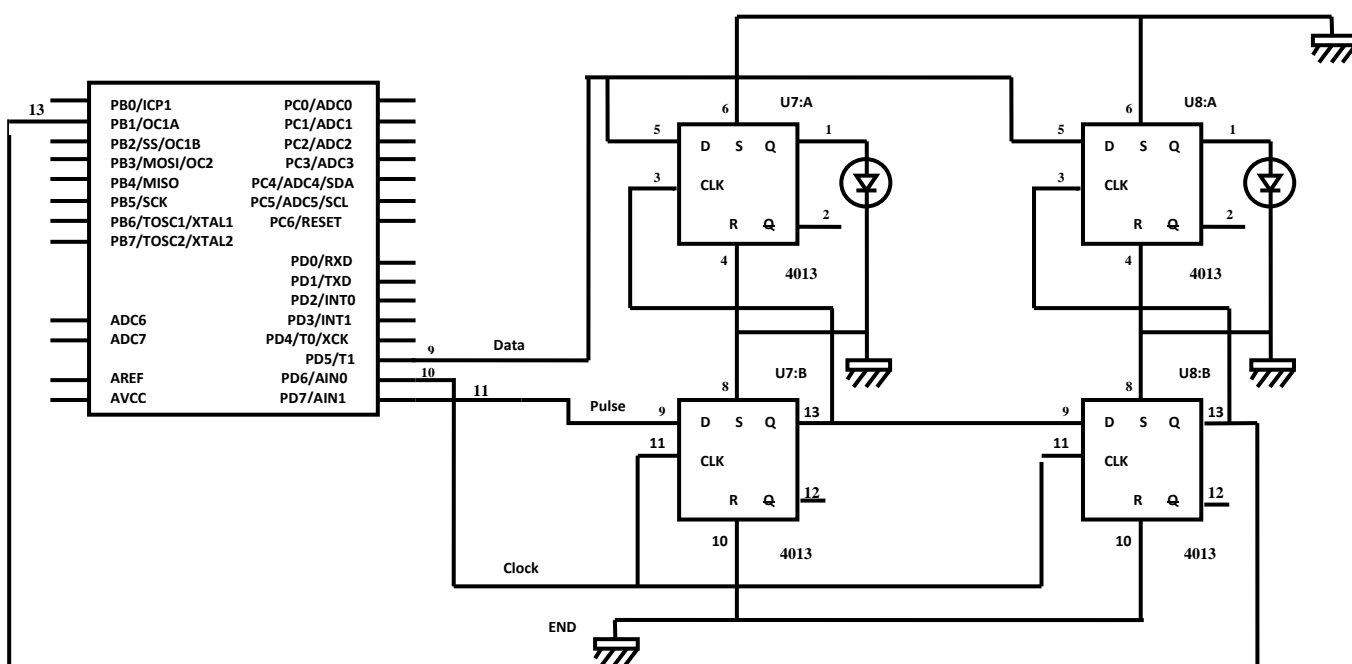 13
PB0/ICP1
PB1/OC1A
PB2/SS/OC1B
PB3/MOSI/OC2
PB4/MISO
PB5/SCK
PB6/TOSC1/XTAL1
PB7/TOSC2/XTAL2
ADC6
ADC7
AREF
AVCC
PC0/ADC0
PC1/ADC1
PC2/ADC2
PC3/ADC3
PC4/ADC4/SDA
PC5/ADC5/SCL
PC6/RESET
PD0/RXD
PD1/TXD
PD2/INT0
PD3/INT1
PD4/T0/XCK
PD5/T1
PD6/AIN0
PD7/AIN1
9
10
11
Data
Pulse
Clock
END
U7:A
6
5
D S Q
1
3
CLK
R Q
2
4
4013
U8:A
6
5
D S Q
1
3
CLK
R Q
2
4
4013
U7:B
8
9
D S Q
13
11
CLK
R Q
12
10
4013
U8:B
8
9
D S Q
13
11
CLK
R Q
12
10
4013